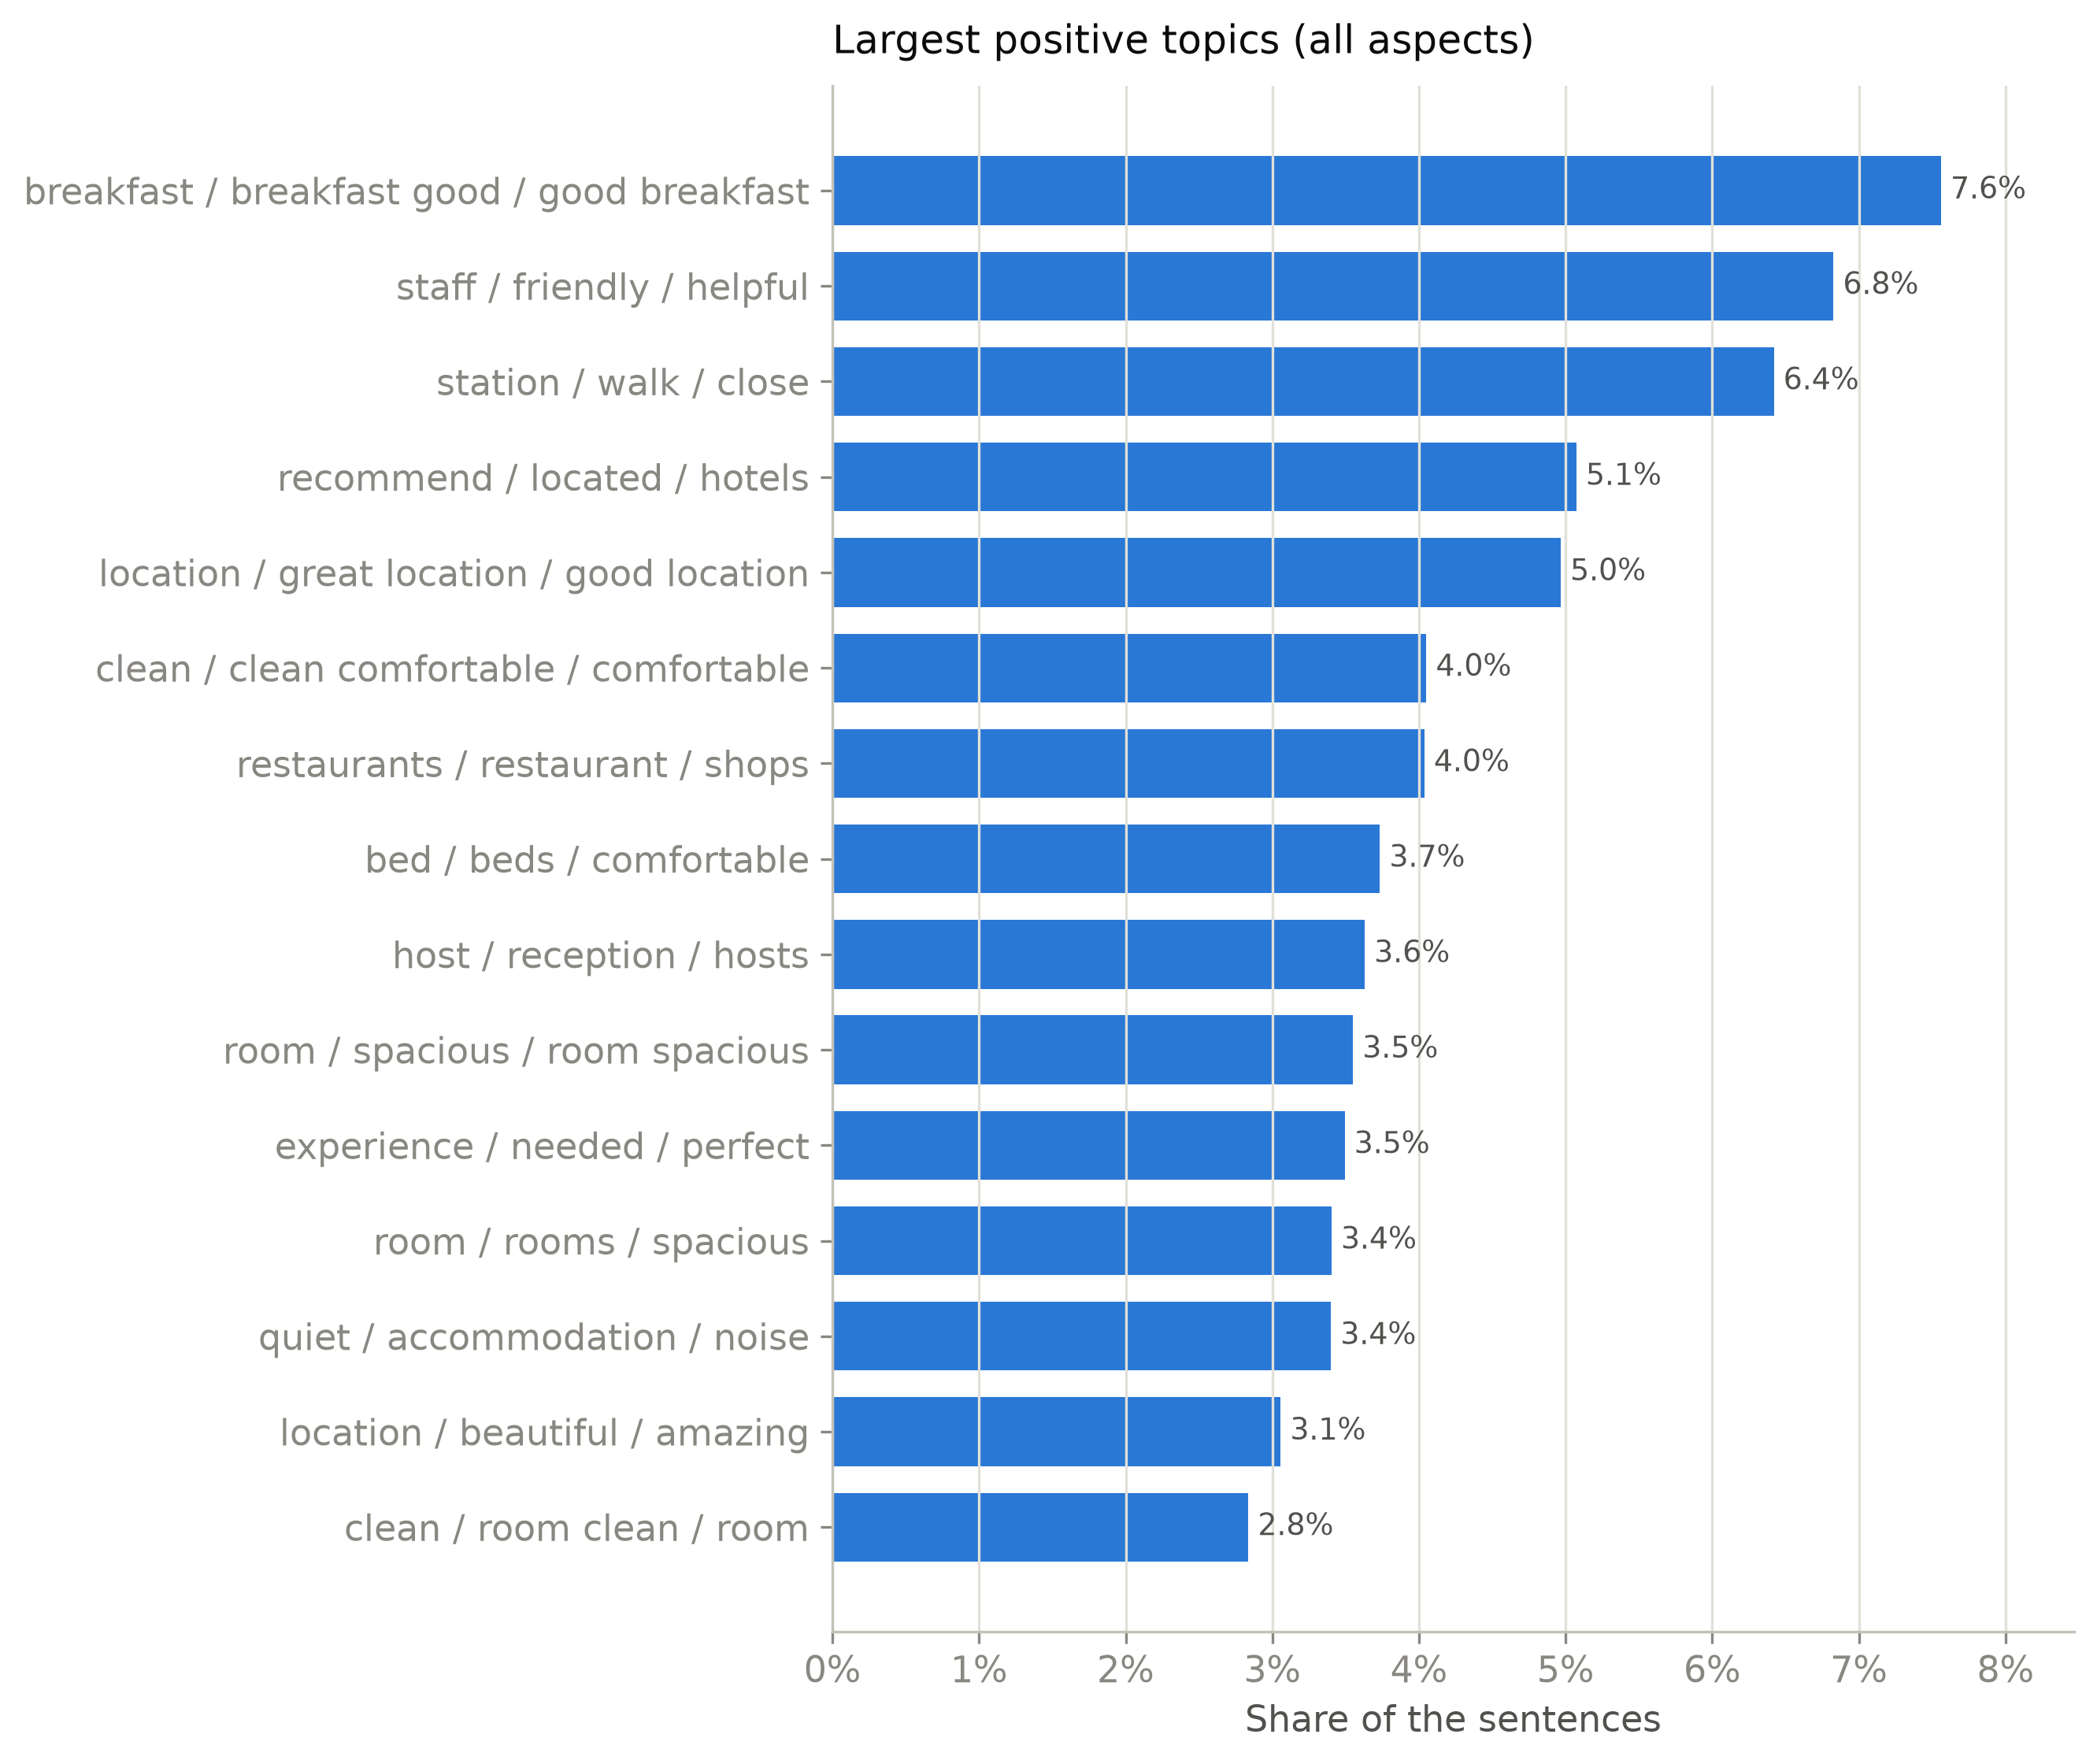 Largest positive topics (all aspects)
breakfast / breakfast good / good breakfast 7.6%
staff / friendly / helpful 6.8%
station / walk / close 6.4%
recommend / located / hotels 5.1%
location / great location / good location 5.0%
clean / clean comfortable / comfortable 4.0%
restaurants / restaurant / shops 4.0%
bed / beds / comfortable 3.7%
host / reception / hosts 3.6%
room / spacious / room spacious 3.5%
experience / needed / perfect 3.5%
room / rooms / spacious 3.4%
quiet / accommodation / noise 3.4%
location / beautiful / amazing 3.1%
clean / room clean / room 2.8%
0% 1% 2% 3% 4% 5% 6% 7% 8%
Share of the sentences